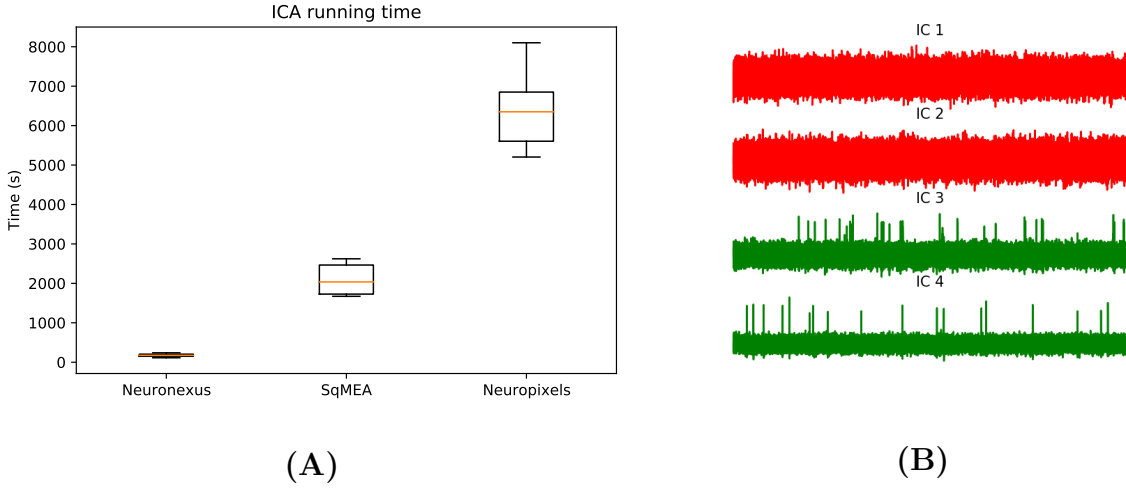 ICA running time
Time (s)
8000
7000
6000
5000
4000
3000
2000
1000
0
Neuronexus
SqMEA
Neuropixels
(A)
IC 1
IC 2
IC 3
IC 4
(B)